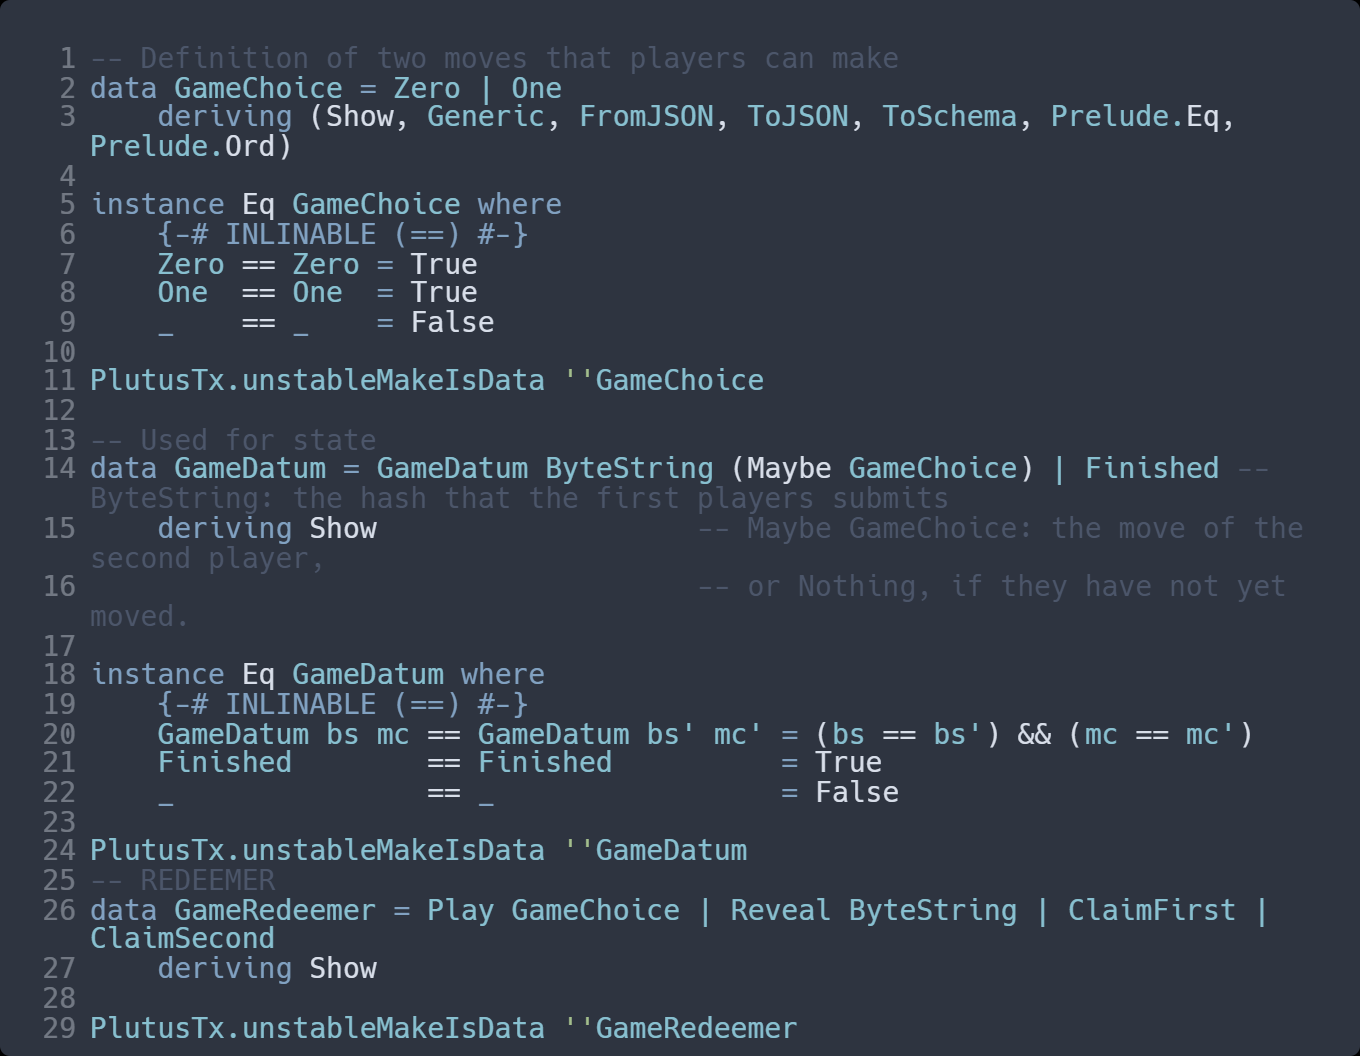 1 -- Definition of two moves that players can make
2 data GameChoice = Zero | One
3     deriving (Show, Generic, FromJSON, ToJSON, ToSchema, Prelude.Eq,
Prelude.Ord)
4
5 instance Eq GameChoice where
6     {-# INLINABLE (==) #-}
7     Zero == Zero = True
8     One  == One  = True
9     _    == _    = False
10
11 PlutusTx.unstableMakeIsData ''GameChoice
12
13 -- Used for state
14 data GameDatum = GameDatum ByteString (Maybe GameChoice) | Finished --
ByteString: the hash that the first players submits
15     deriving Show                   -- Maybe GameChoice: the move of the
second player,
16                                     -- or Nothing, if they have not yet
moved.
17
18 instance Eq GameDatum where
19     {-# INLINABLE (==) #-}
20     GameDatum bs mc == GameDatum bs' mc' = (bs == bs') && (mc == mc')
21     Finished        == Finished          = True
22     _               == _                 = False
23
24 PlutusTx.unstableMakeIsData ''GameDatum
25 -- REDEEMER
26 data GameRedeemer = Play GameChoice | Reveal ByteString | ClaimFirst |
ClaimSecond
27     deriving Show
28
29 PlutusTx.unstableMakeIsData ''GameRedeemer